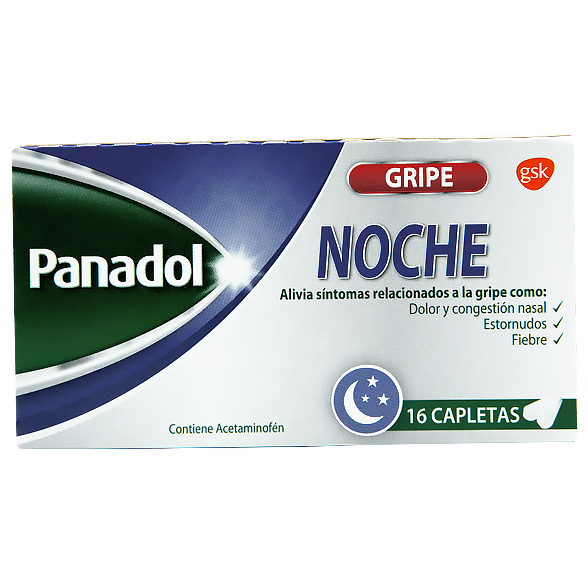 GRIPE
gsk
Panadol
NOCHE
Alivia síntomas relacionados a la gripe como:
Dolor y congestión nasal ✓
Estornudos ✓
Fiebre ✓
16 CAPLETAS
Contiene Acetaminofén